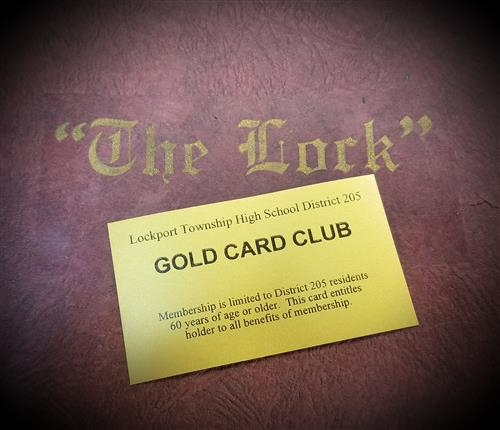 “The Lock”
Lockport Township High School District 205
GOLD CARD CLUB
Membership is limited to District 205 residents
60 years of age or older.  This card entitles
holder to all benefits of membership.